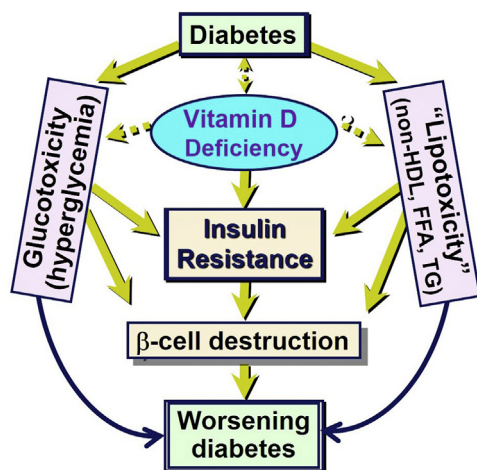 Diabetes
?
Vitamin D
Deficiency
?
Glucotoxicity
(hyperglycemia)
“Lipotoxicity”
(non-HDL, FFA, TG)
Insulin
Resistance
β-cell destruction
Worsening
diabetes